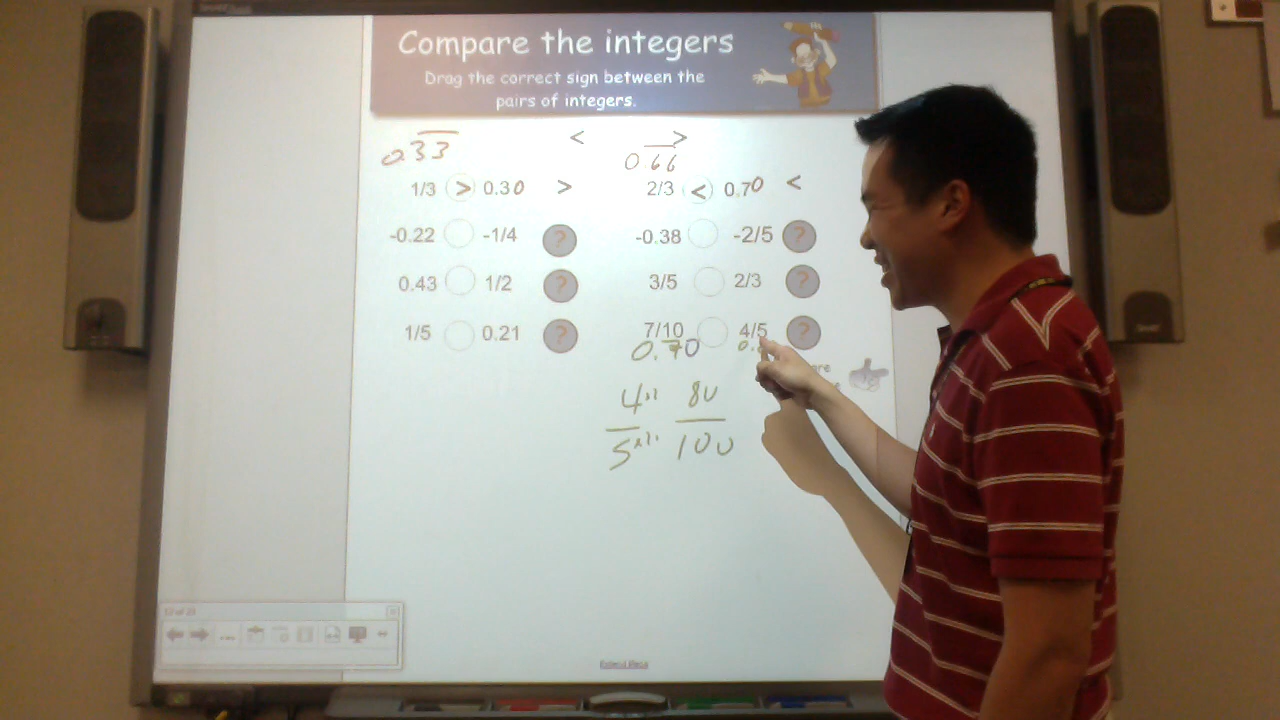 Compare the integers
Drag the correct sign between the
pairs of integers.
< >
0.33 0.66
1/3 > 0.30 > 2/3 < 0.70 <
-0.22 -1/4 ? -0.38 -2/5 ?
0.43 1/2 ? 3/5 2/3 ?
1/5 0.21 ? 7/10 4/5 ?
0.70 0.
4 80
5 100